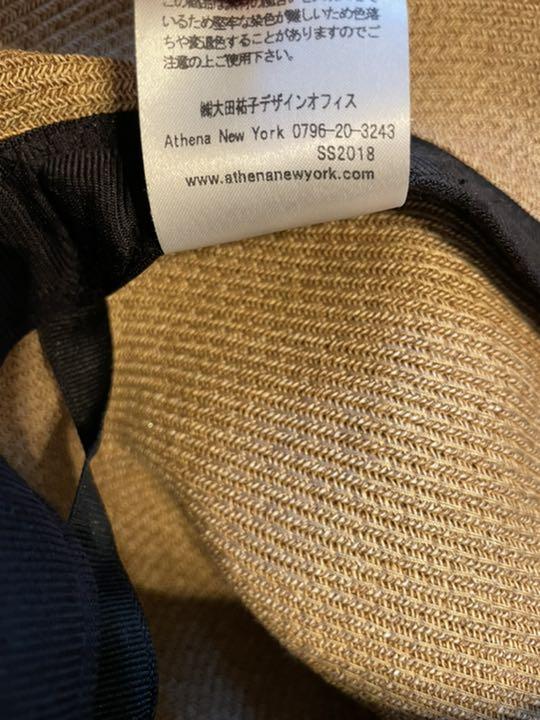 いるため堅牢な染色が難しいため色落
ちや変退色することがありますのでご
注意の上ご使用下さい。
㈱大田祐子デザインオフィス
Athena New York 0796-20-3243
SS2018
www.athenanewyork.com